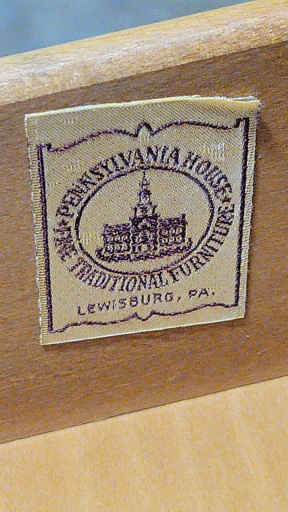 PENNSYLVANIA HOUSE
FINE TRADITIONAL FURNITURE
LEWISBURG, PA.